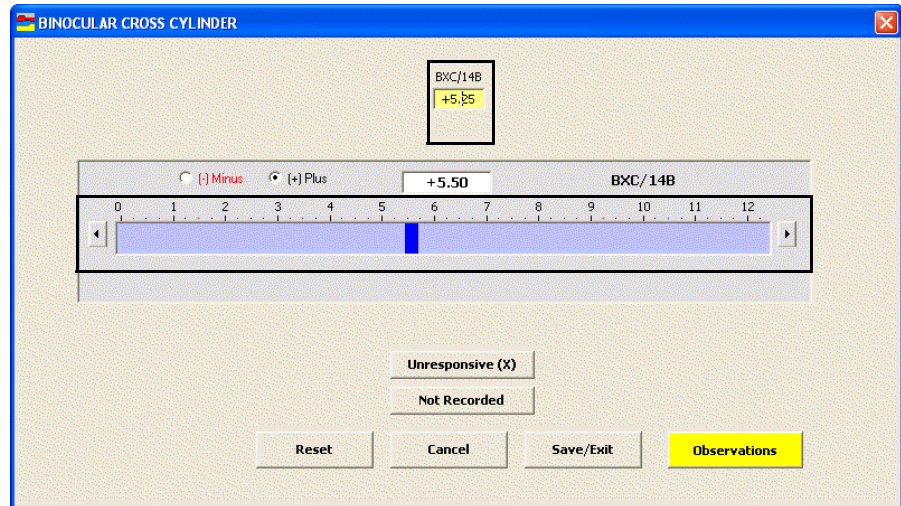 BINOCULAR CROSS CYLINDER
BXC/14B
+5.25
(-) Minus (+) Plus +5.50 BXC/14B
0 1 2 3 4 5 6 7 8 9 10 11 12
Unresponsive (X)
Not Recorded
Reset Cancel Save/Exit Observations